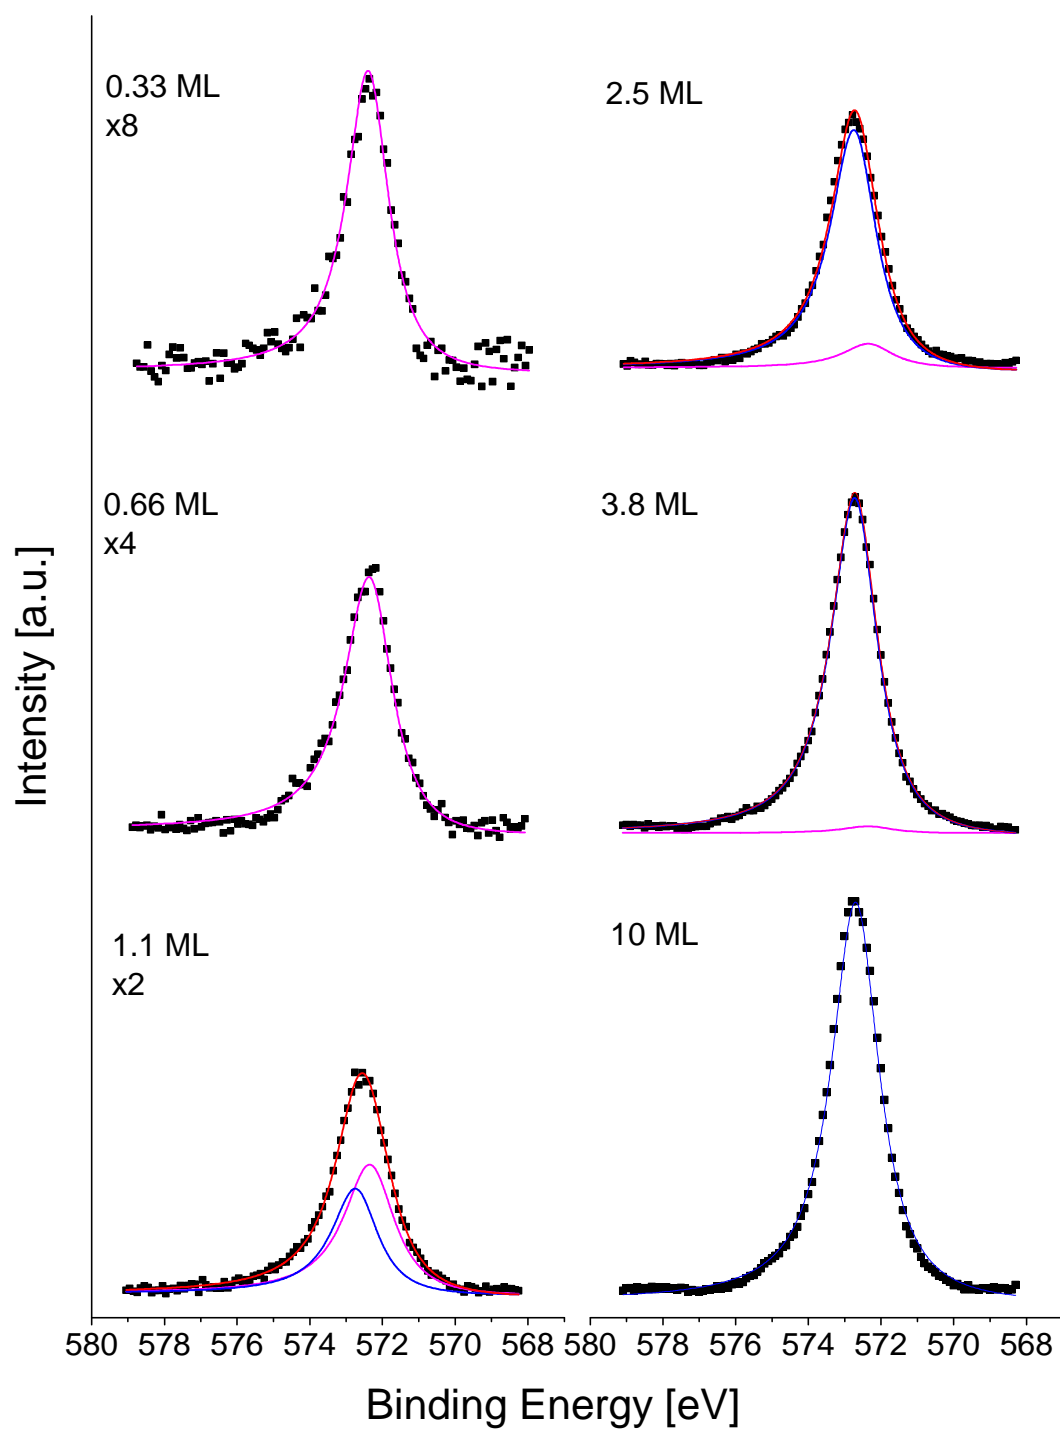 0.33 ML
x8
2.5 ML
0.66 ML
x4
3.8 ML
1.1 ML
x2
10 ML
Intensity [a.u.]
580 578 576 574 572 570 568 580 578 576 574 572 570 568
Binding Energy [eV]